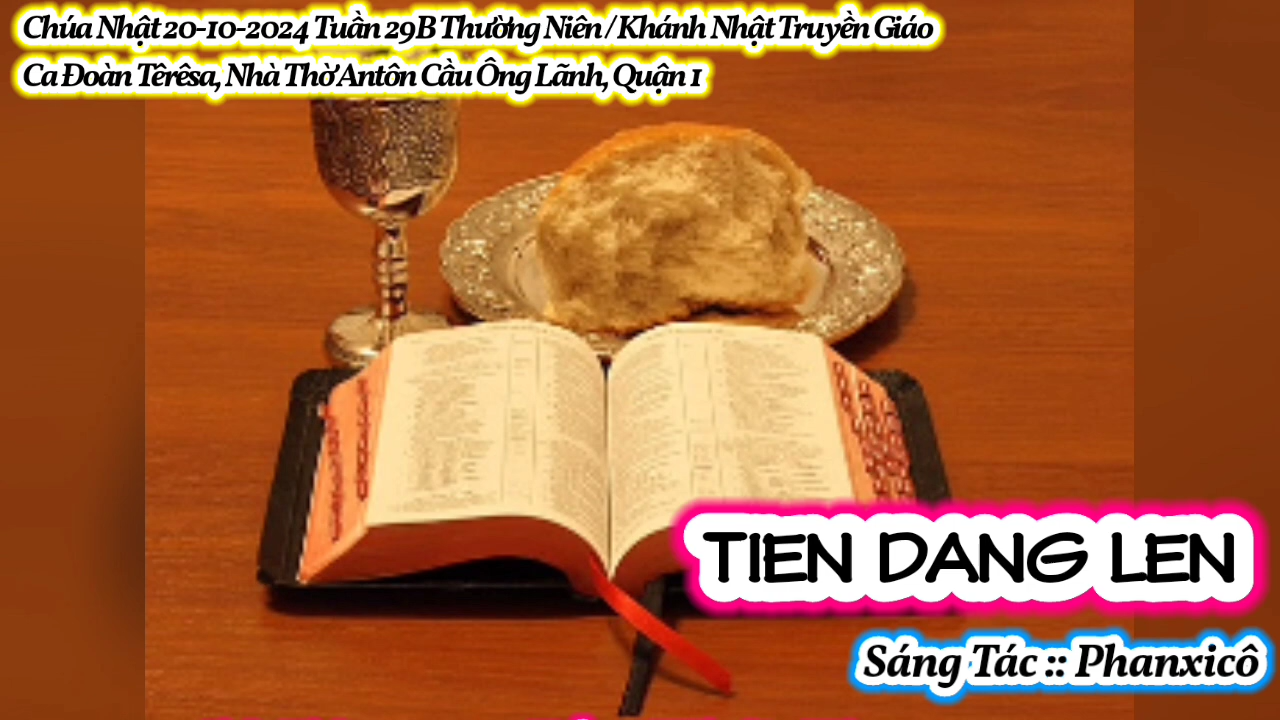 Chúa Nhật 20-10-2024 Tuần 29B Thường Niên / Khánh Nhật Truyền Giáo
Ca Đoàn Têrêsa, Nhà Thờ Antôn Cầu Ông Lãnh, Quận 1
TIEN DANG LEN
Sáng Tác :: Phanxicô